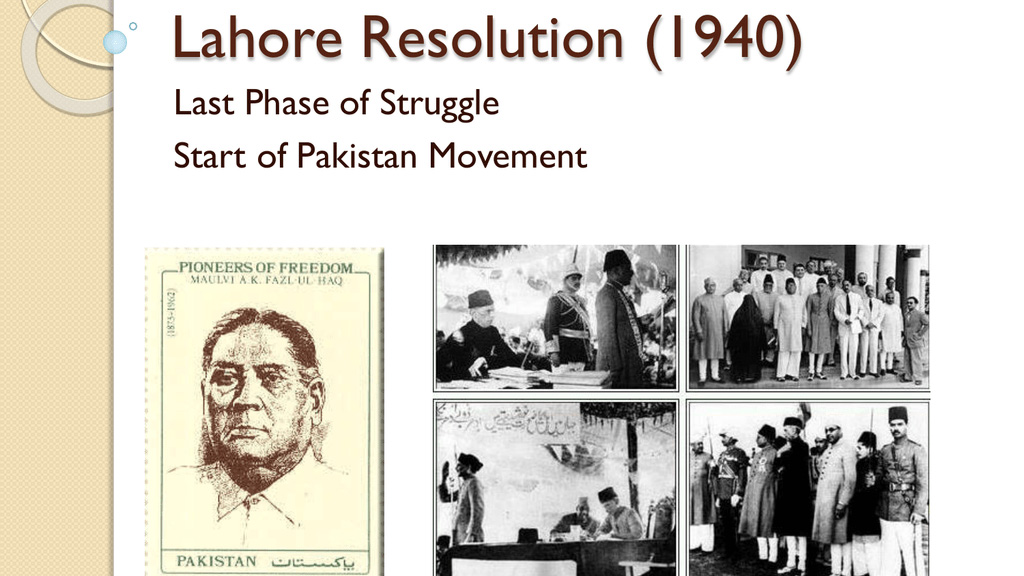 Lahore Resolution (1940)
Last Phase of Struggle
Start of Pakistan Movement
PIONEERS OF FREEDOM
MAULVI A.K. FAZL-UL-HAQ
(1873-1962)
PAKISTAN پاکستان